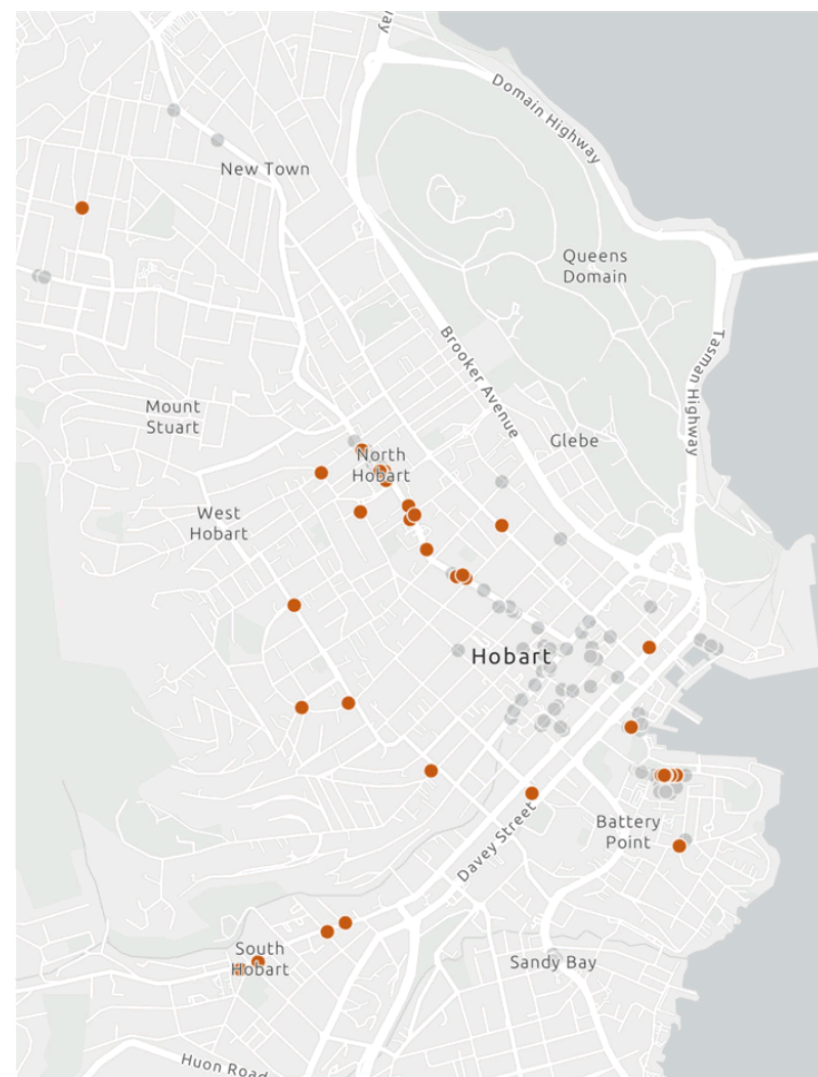 way
Domain Highway
New Town
Queens
Domain
Brooker Avenue
Tasman Highway
Mount
Stuart
Glebe
North
Hobart
West
Hobart
Hobart
Battery
Point
Davey Street
South
Hobart
Sandy Bay
Huon Road